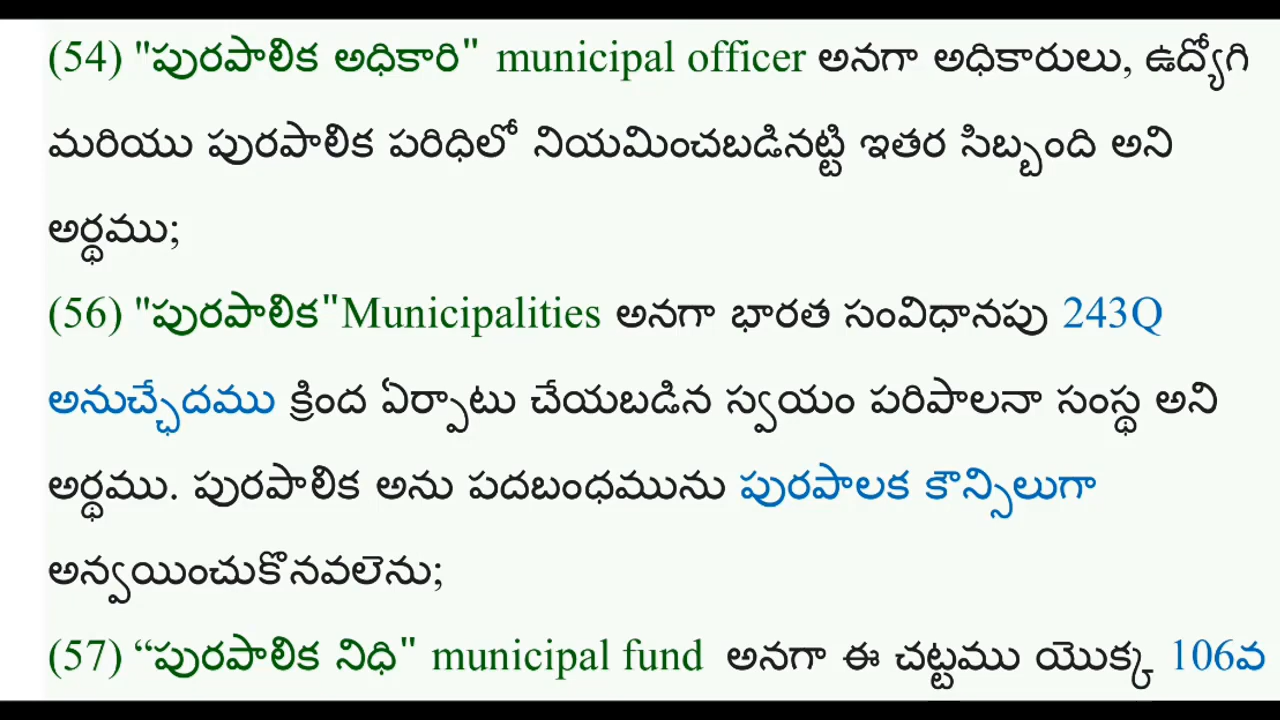 (54) "పురపాలిక అధికారి" municipal officer అనగా అధికారులు, ఉద్యోగి
మరియు పురపాలిక పరిధిలో నియమించబడినట్టి ఇతర సిబ్బంది అని
అర్థము;
(56) "పురపాలిక"Municipalities అనగా భారత సంవిధానపు 243Q
అనుచ్ఛేదము క్రింద ఏర్పాటు చేయబడిన స్వయం పరిపాలనా సంస్థ అని
అర్థము. పురపాలిక అను పదబంధమును పురపాలక కౌన్సిలుగా
అన్వయించుకొనవలెను;
(57) “పురపాలిక నిధి" municipal fund అనగా ఈ చట్టము యొక్క 106వ